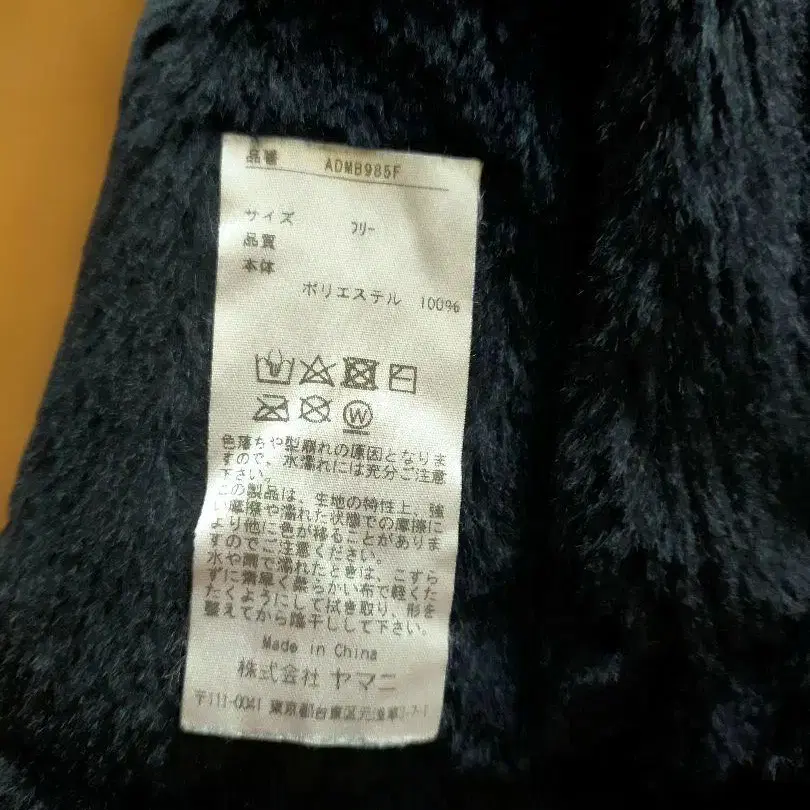 品番 ADMB985F
サイズ フリー
品質
本体
ポリエステル 100%
W
色落ちや型崩れの原因となりま
すので、水濡れには充分ご注意
下さい。
この製品は、生地の特性上、強
い摩擦や濡れた状態での摩擦に
より他に色が移ることがありま
すのでご注意ください。
水や雨で濡れたときは、こすら
ずに素早く柔らかい布で軽くた
たくようにして拭き取り、形を
整えてから陰干しして下さい。
Made in China
株式会社 ヤマニ
〒111-0041 東京都台東区元浅草3-7-1